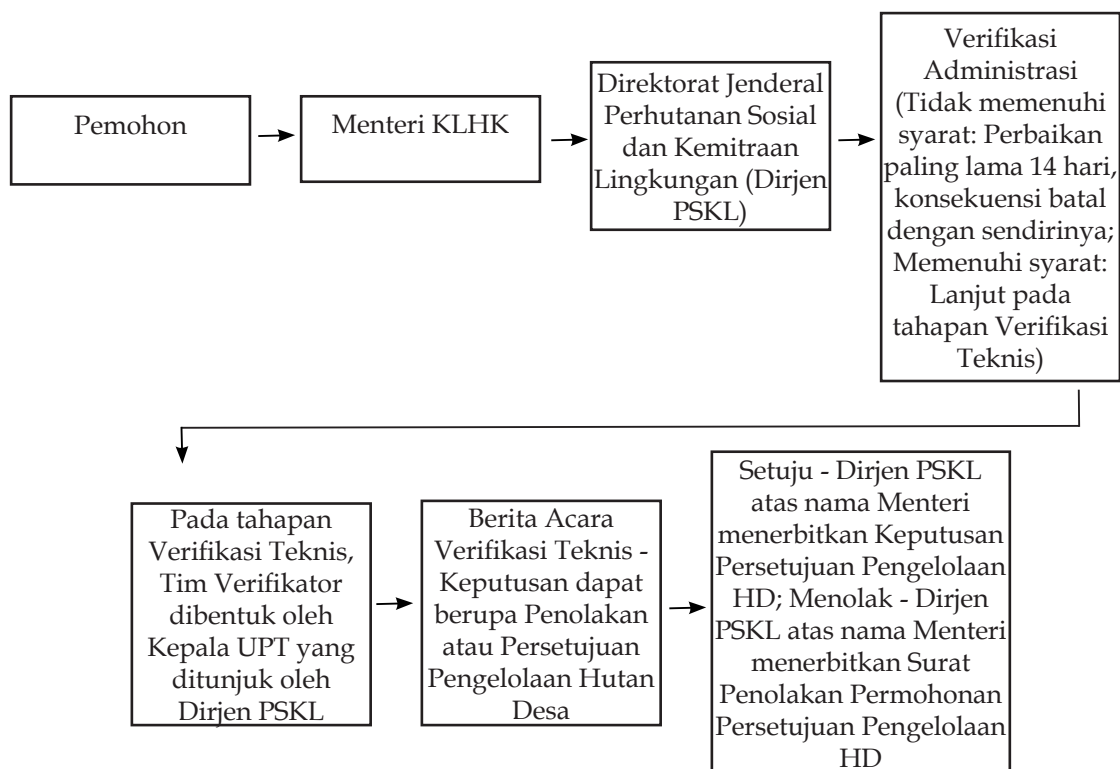 Pemohon
Menteri KLHK
Direktorat Jenderal
Perhutanan Sosial
dan Kemitraan
Lingkungan (Dirjen
PSKL)
Verifikasi
Administrasi
(Tidak memenuhi
syarat: Perbaikan
paling lama 14 hari,
konsekuensi batal
dengan sendirinya;
Memenuhi syarat:
Lanjut pada
tahapan Verifikasi
Teknis)
Pada tahapan
Verifikasi Teknis,
Tim Verifikator
dibentuk oleh
Kepala UPT yang
ditunjuk oleh
Dirjen PSKL
Berita Acara
Verifikasi Teknis -
Keputusan dapat
berupa Penolakan
atau Persetujuan
Pengelolaan Hutan
Desa
Setuju - Dirjen PSKL
atas nama Menteri
menerbitkan Keputusan
Persetujuan Pengelolaan
HD; Menolak - Dirjen
PSKL atas nama Menteri
menerbitkan Surat
Penolakan Permohonan
Persetujuan Pengelolaan
HD